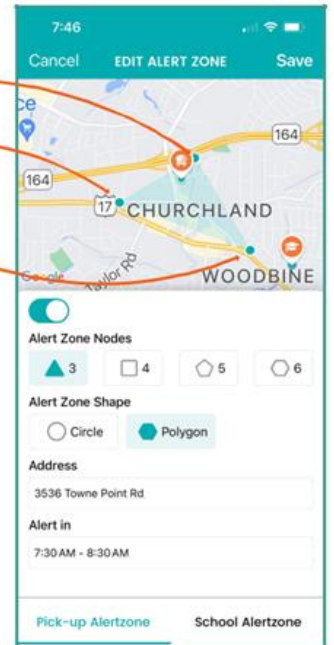 7:46
Cancel EDIT ALERT ZONE Save
ce
164
164
17 CHURCHLAND
Taylor Rd
WOODBINE
Google
Alert Zone Nodes
3 4 5 6
Alert Zone Shape
Circle Polygon
Address
3536 Towne Point Rd
Alert in
7:30 AM - 8:30 AM
Pick-up Alertzone School Alertzone